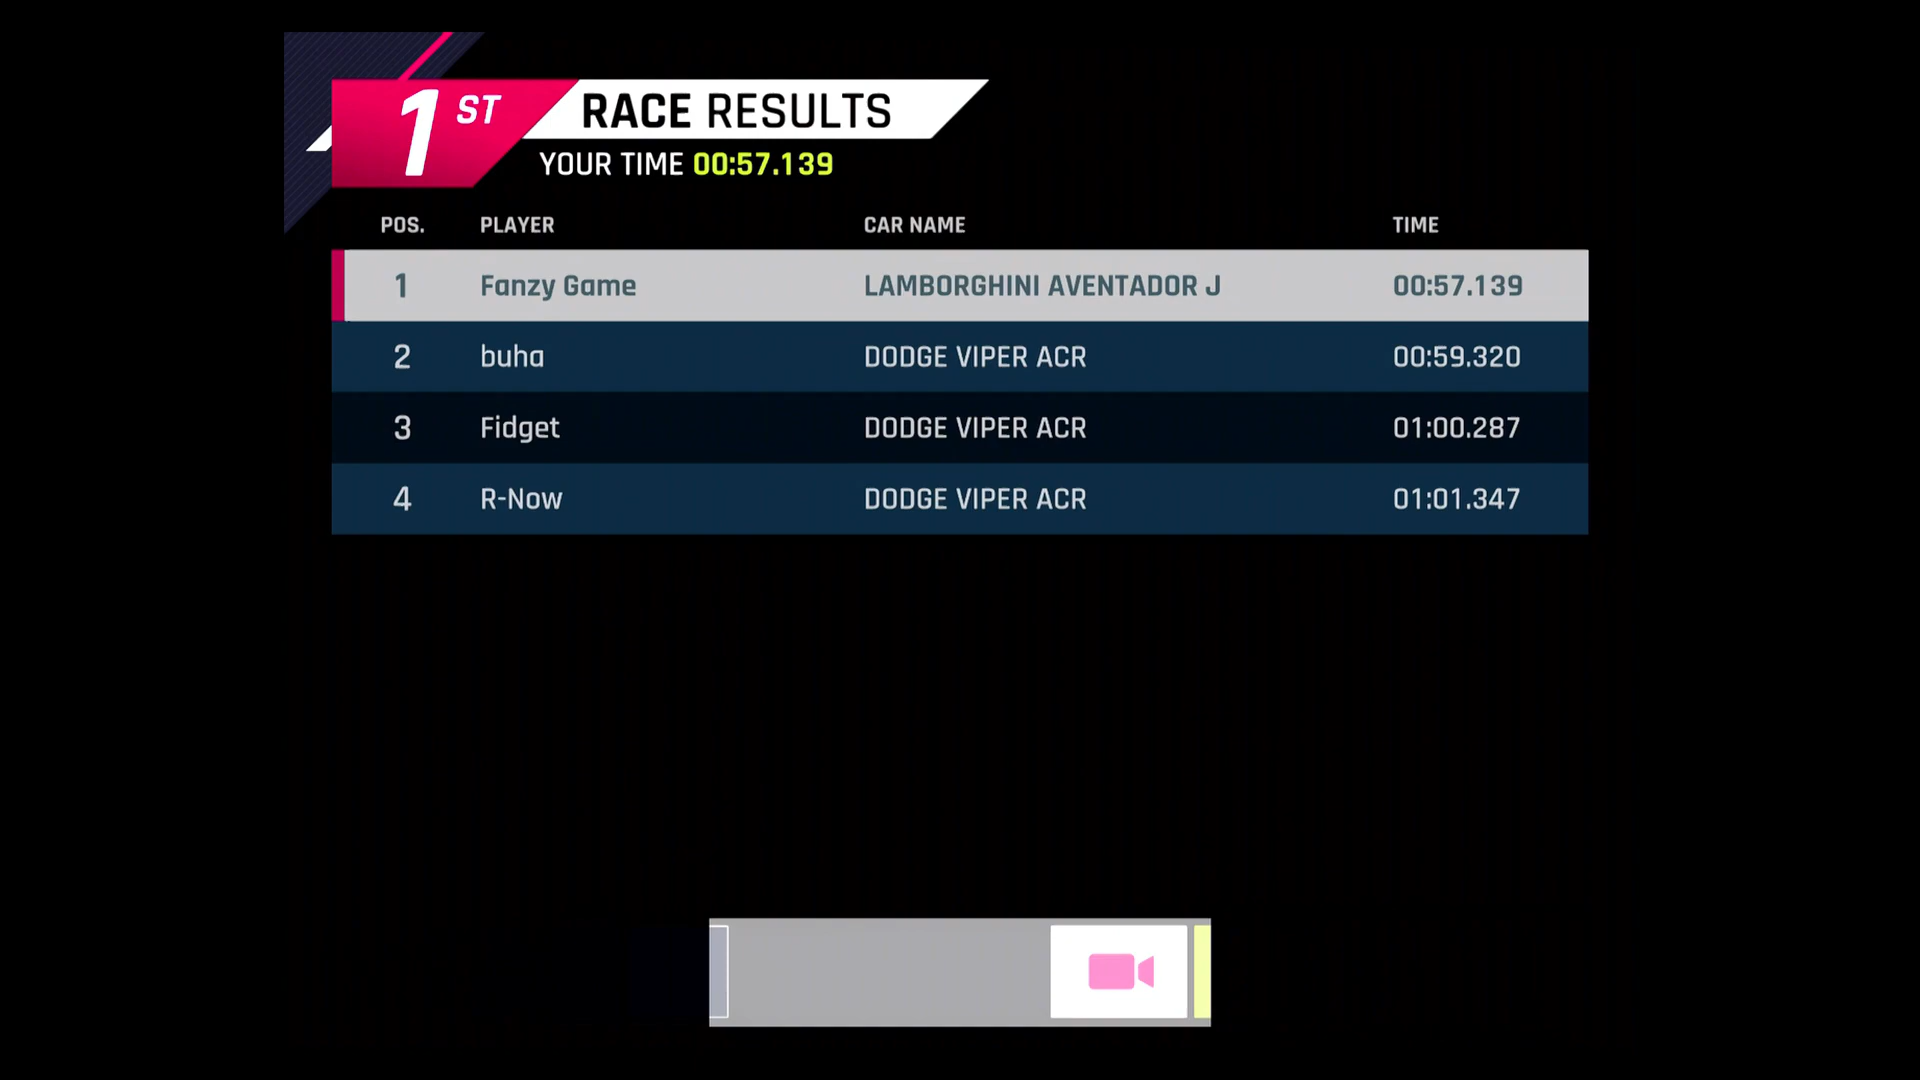 1ST
RACE RESULTS
YOUR TIME 00:57.139
POS. PLAYER CAR NAME TIME
1 Fanzy Game LAMBORGHINI AVENTADOR J 00:57.139
2 buha DODGE VIPER ACR 00:59.320
3 Fidget DODGE VIPER ACR 01:00.287
4 R-Now DODGE VIPER ACR 01:01.347